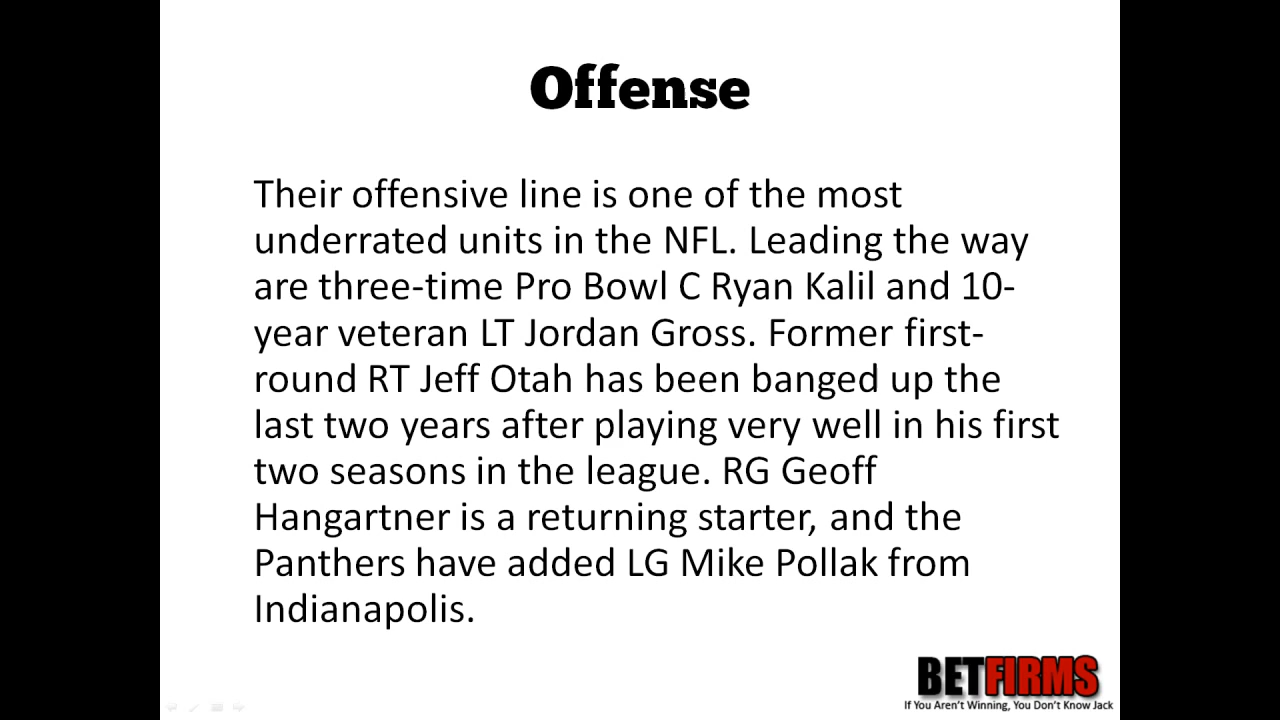 Offense
Their offensive line is one of the most
underrated units in the NFL. Leading the way
are three-time Pro Bowl C Ryan Kalil and 10-
year veteran LT Jordan Gross. Former first-
round RT Jeff Otah has been banged up the
last two years after playing very well in his first
two seasons in the league. RG Geoff
Hangartner is a returning starter, and the
Panthers have added LG Mike Pollak from
Indianapolis.
BETFIRMS
If You Aren't Winning, You Don't Know Jack